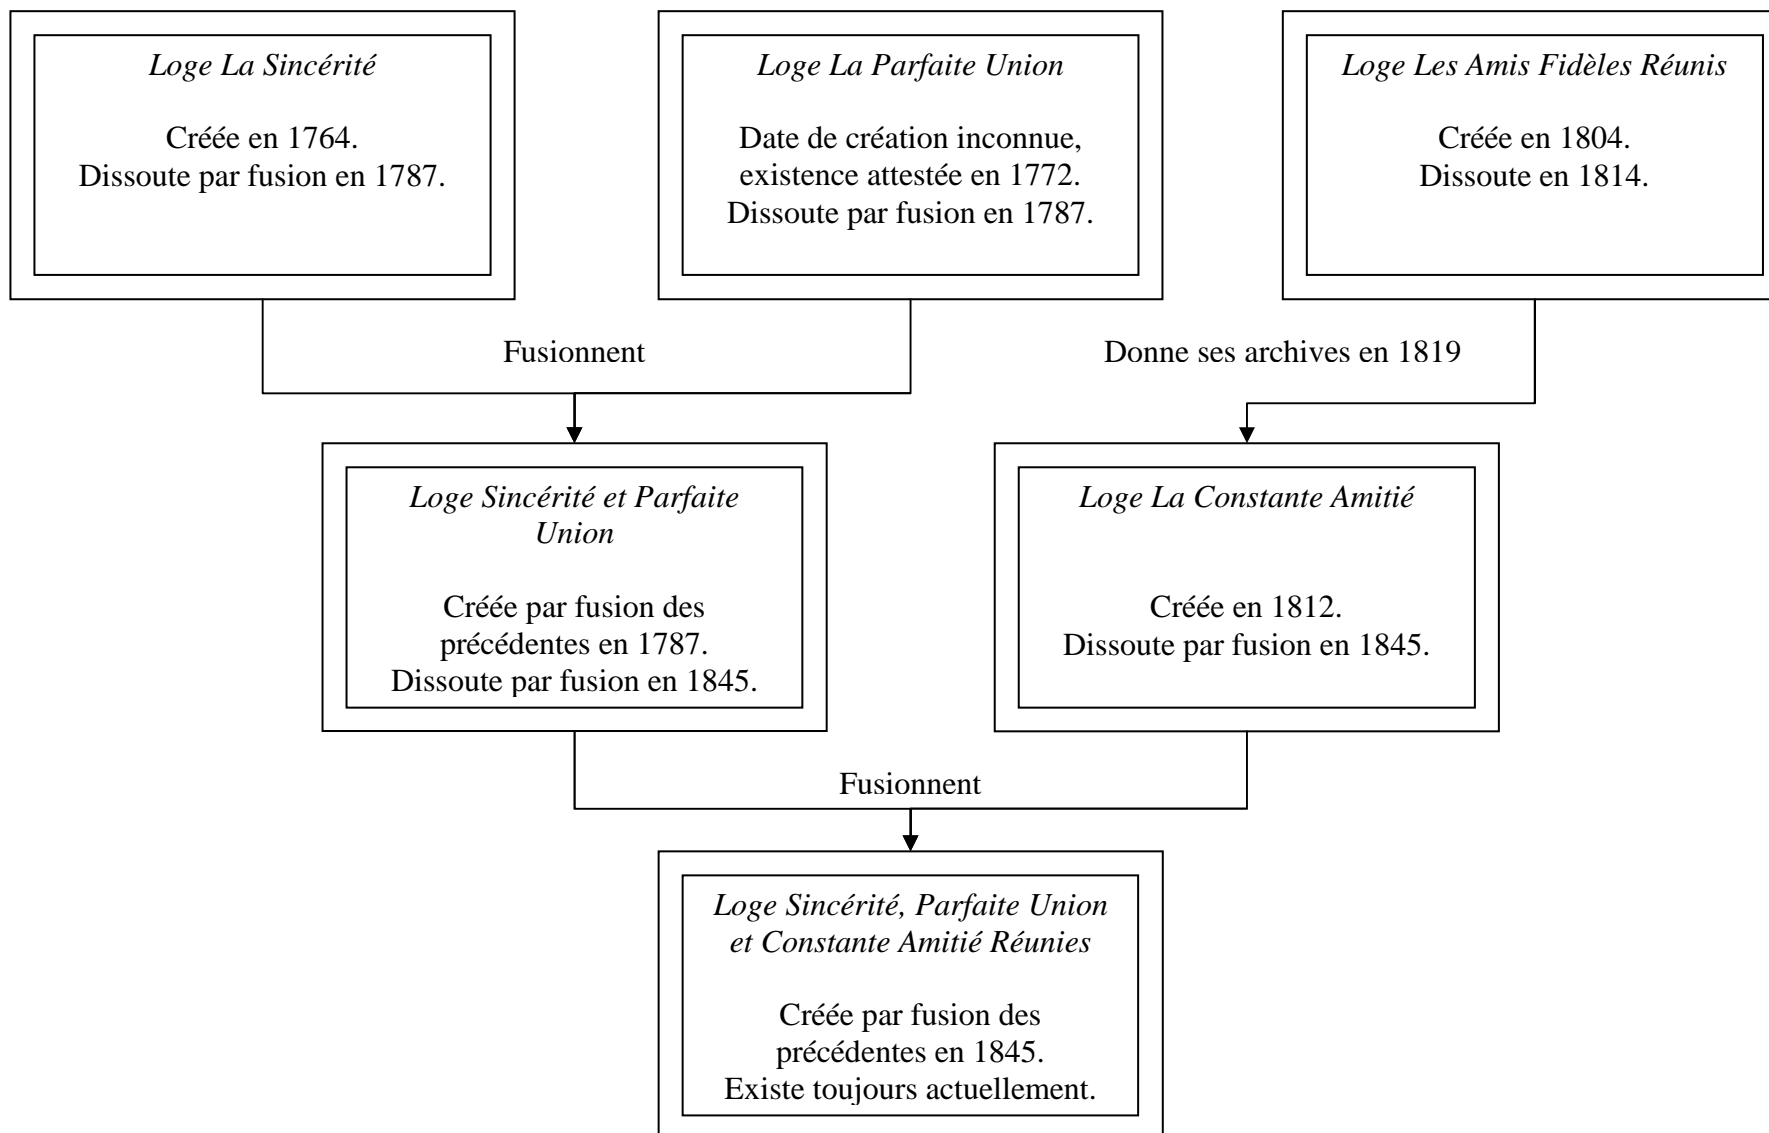 Loge La Sincérité
Créée en 1764.
Dissoute par fusion en 1787.
Loge La Parfaite Union
Date de création inconnue,
existence attestée en 1772.
Dissoute par fusion en 1787.
Loge Les Amis Fidèles Réunis
Créée en 1804.
Dissoute en 1814.
Fusionnent
Donne ses archives en 1819
Loge Sincérité et Parfaite
Union
Créée par fusion des
précédentes en 1787.
Dissoute par fusion en 1845.
Loge La Constante Amitié
Créée en 1812.
Dissoute par fusion en 1845.
Fusionnent
Loge Sincérité, Parfaite Union
et Constante Amitié Réunies
Créée par fusion des
précédentes en 1845.
Existe toujours actuellement.